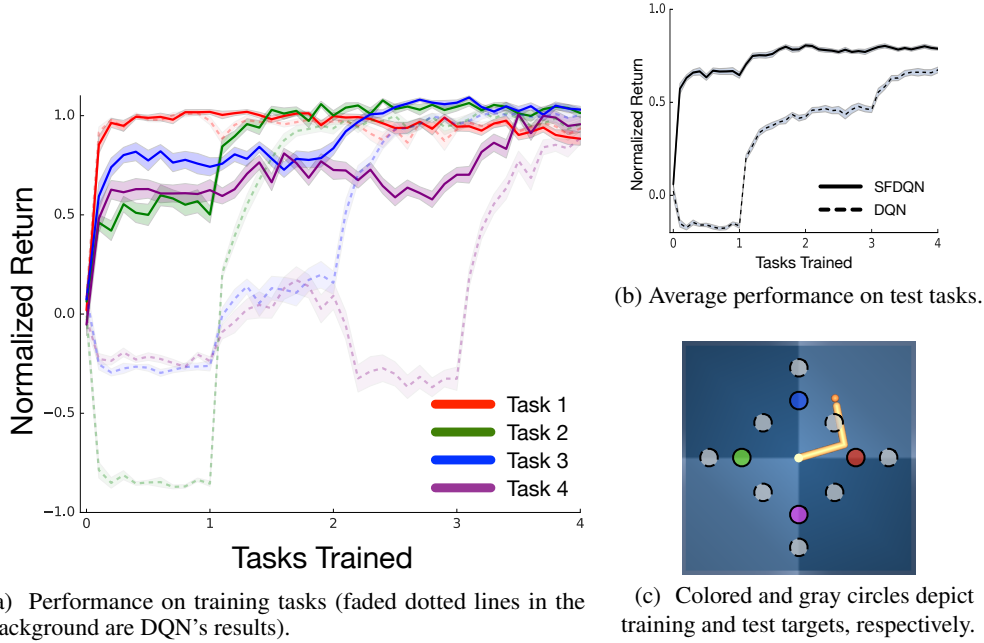 Normalized Return
1.0
0.5
0.0
−0.5
−1.0
0
1
2
3
4
Tasks Trained
Task 1
Task 2
Task 3
Task 4
a) Performance on training tasks (faded dotted lines in the
background are DQN's results).
Normalized Return
1.0
0.5
0.0
0
1
2
3
4
Tasks Trained
SFDQN
DQN
(b) Average performance on test tasks.
(c) Colored and gray circles depict
training and test targets, respectively.